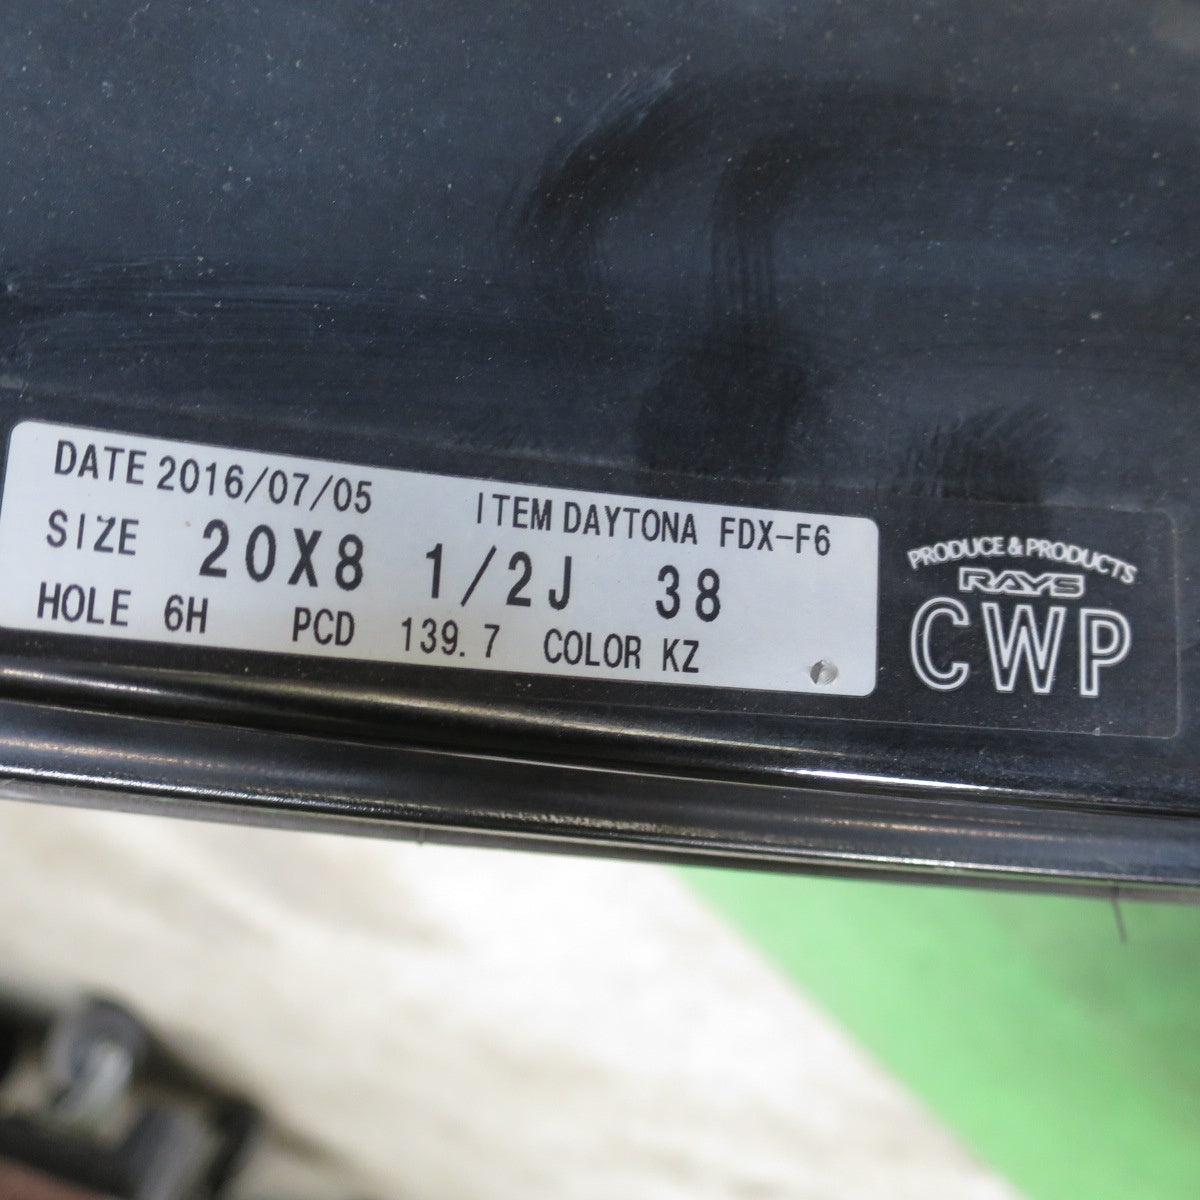 DATE 2016/07/05 ITEM DAYTONA FDX-F6
SIZE 20X8 1/2J 38
HOLE 6H PCD 139.7 COLOR KZ
PRODUCE & PRODUCTS
RAYS
CWP